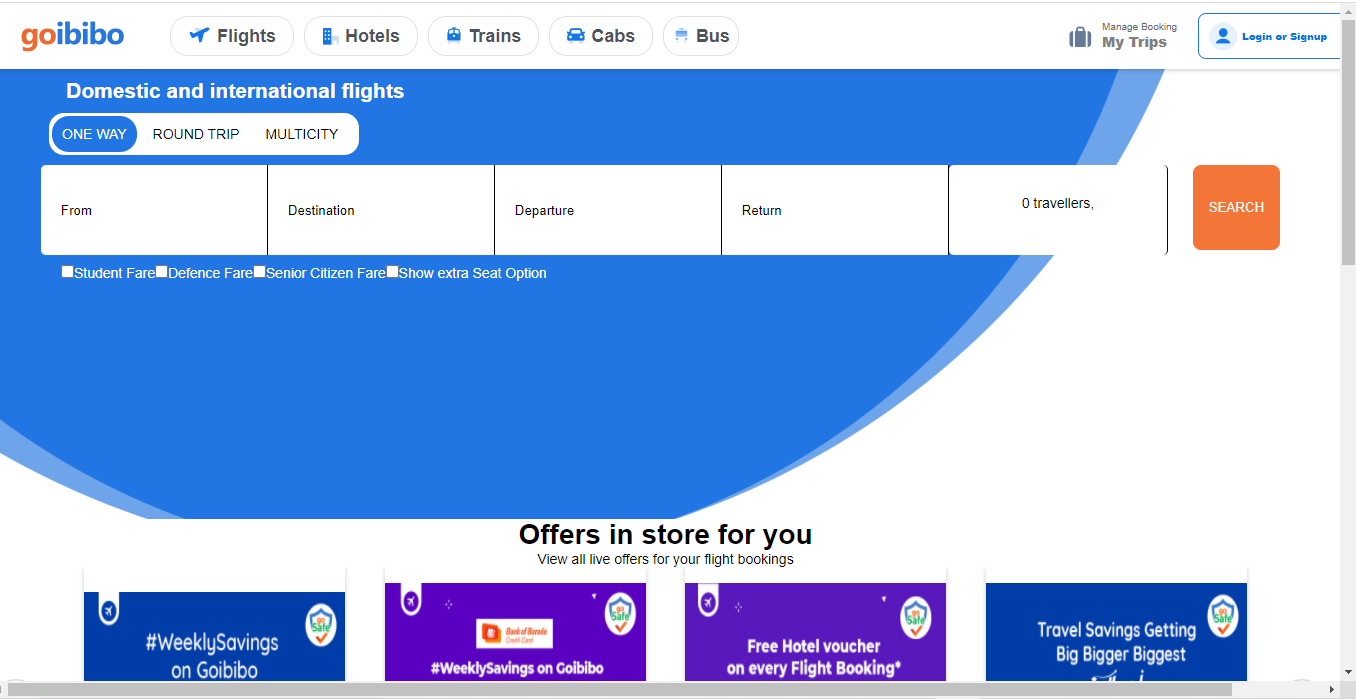 goibibo
Flights
Hotels
Trains
Cabs
Bus
Manage Booking
My Trips
Login or Signup
Domestic and international flights
ONE WAY
ROUND TRIP
MULTICITY
From
Destination
Departure
Return
0 travellers,
SEARCH
Student Fare
Defence Fare
Senior Citizen Fare
Show extra Seat Option
Offers in store for you
View all live offers for your flight bookings
go
Safe
#WeeklySavings
on Goibibo
go
Safe
Bank of Baroda
Credit Card
#WeeklySavings on Goibibo
go
Safe
Free Hotel voucher
on every Flight Booking*
go
Safe
Travel Savings Getting
Big Bigger Biggest